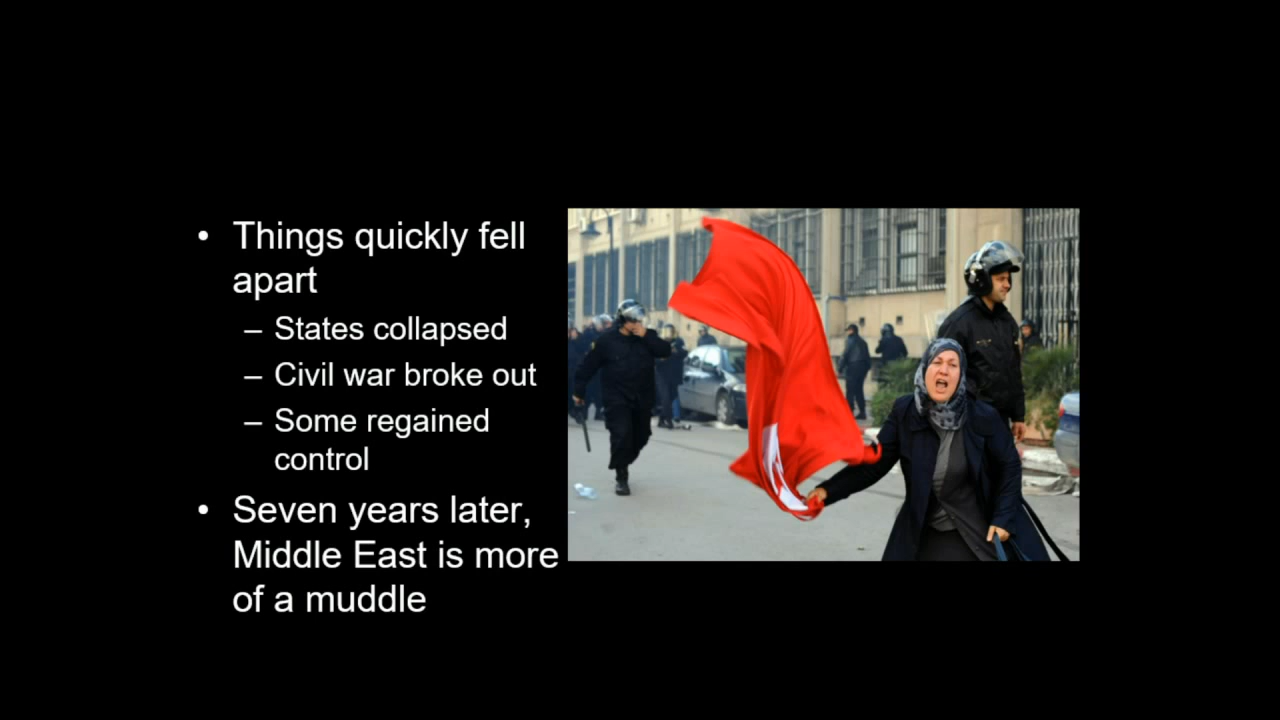 • Things quickly fell
apart
– States collapsed
– Civil war broke out
– Some regained
control
• Seven years later,
Middle East is more
of a muddle